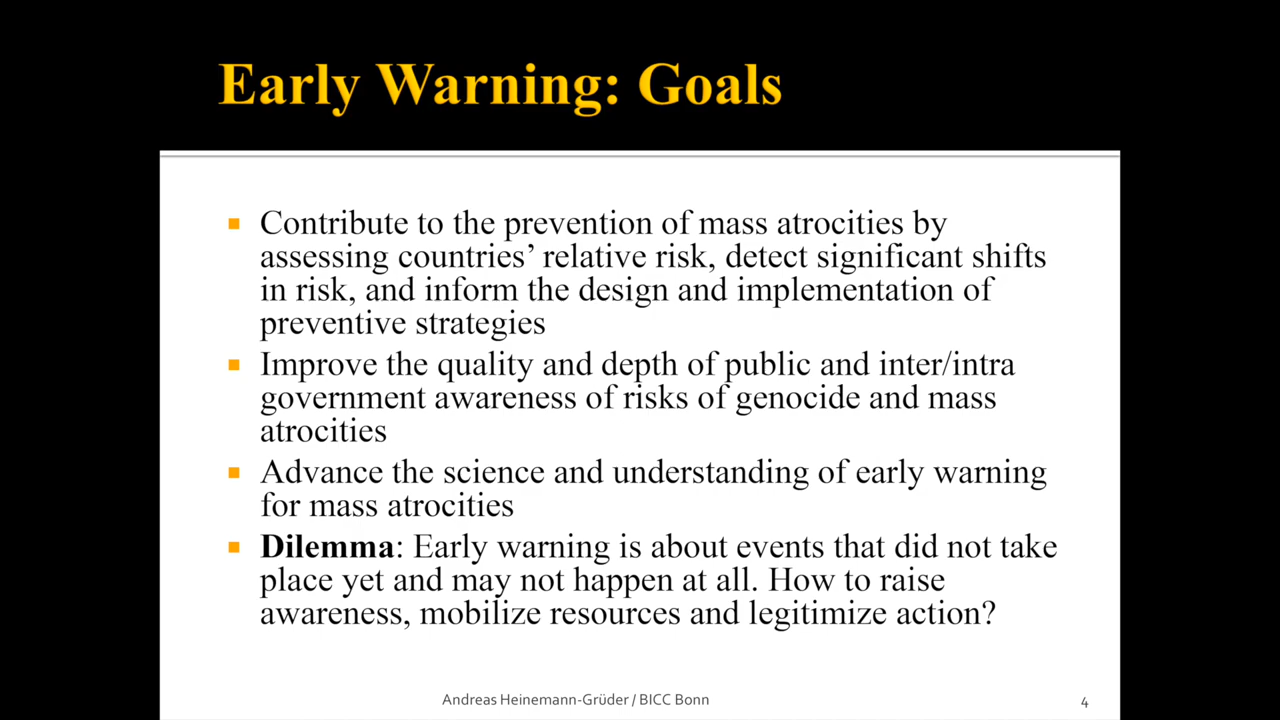 Early Warning: Goals
Contribute to the prevention of mass atrocities by
assessing countries’ relative risk, detect significant shifts
in risk, and inform the design and implementation of
preventive strategies
Improve the quality and depth of public and inter/intra
government awareness of risks of genocide and mass
atrocities
Advance the science and understanding of early warning
for mass atrocities
Dilemma: Early warning is about events that did not take
place yet and may not happen at all. How to raise
awareness, mobilize resources and legitimize action?
Andreas Heinemann-Grüder / BICC Bonn
4